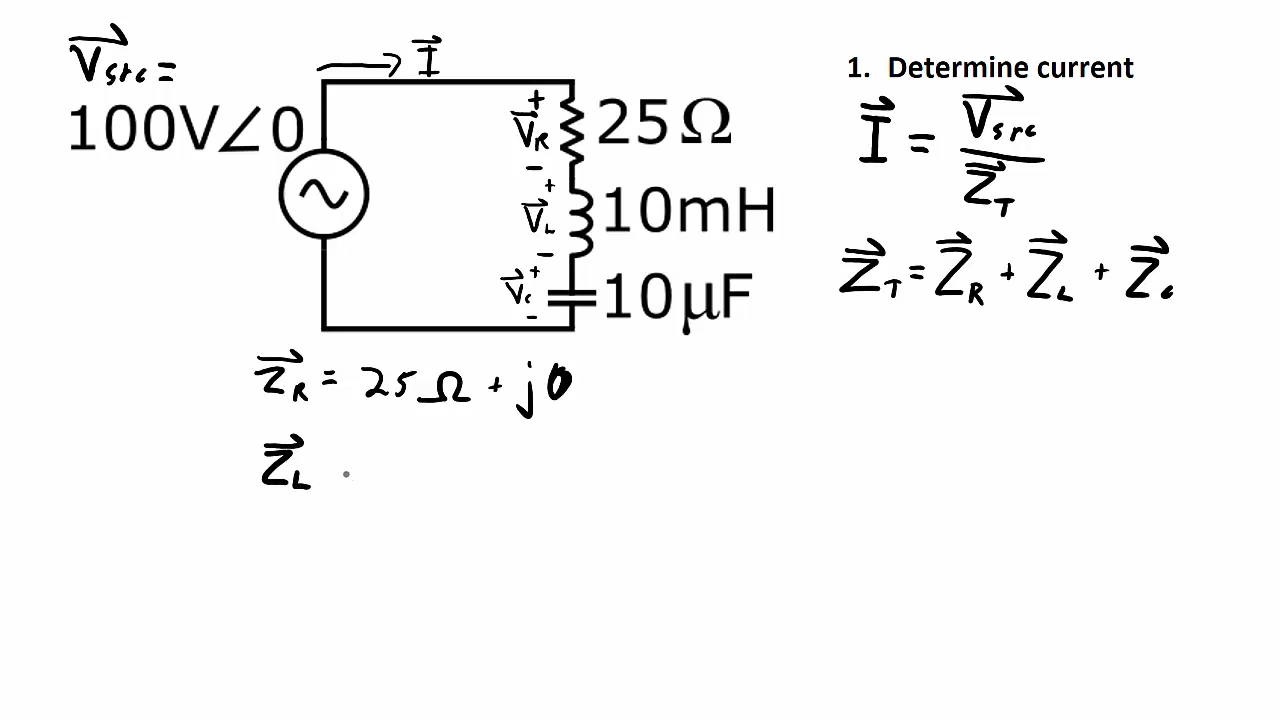 V⃗src =
100V∠0
I⃗
+
V⃗R
−
25Ω
+
V⃗L
−
10mH
+
V⃗c
−
10μF
1. Determine current
I⃗ = V⃗src / Z⃗T
Z⃗T = Z⃗R + Z⃗L + Z⃗c
Z⃗R = 25Ω + j0
Z⃗L